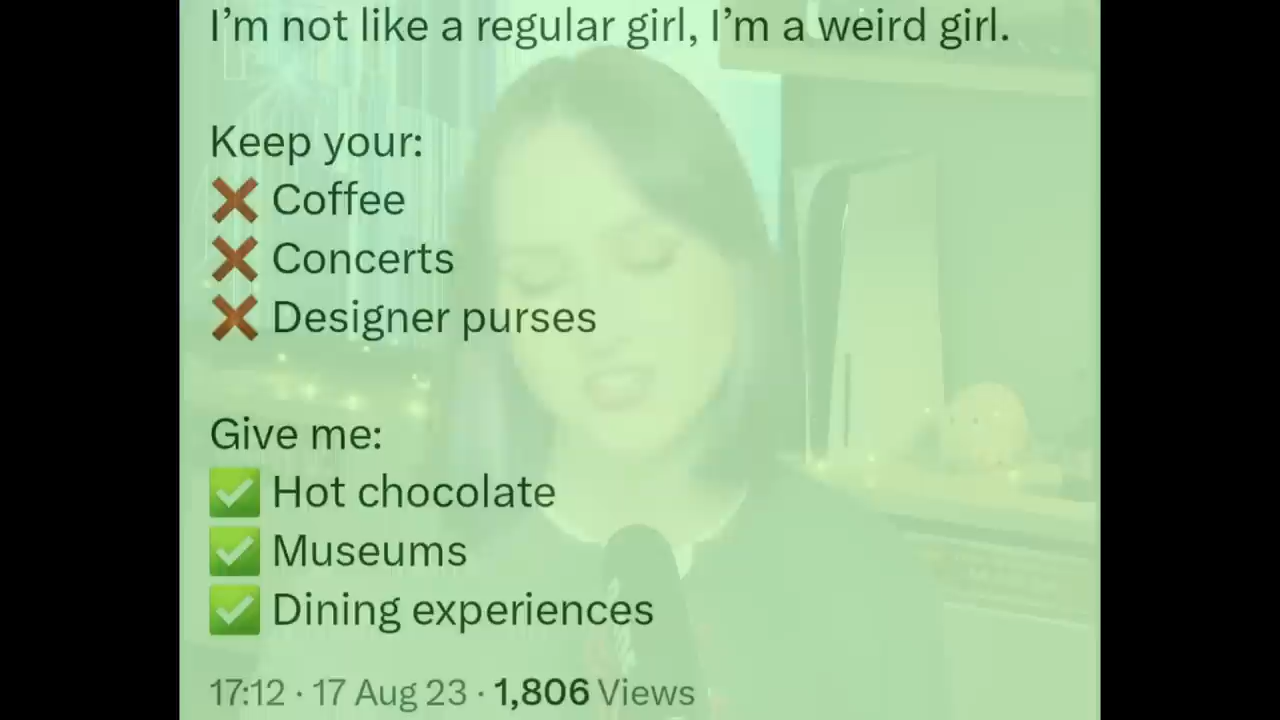 I’m not like a regular girl, I’m a weird girl.
Keep your:
❌ Coffee
❌ Concerts
❌ Designer purses
Give me:
✅ Hot chocolate
✅ Museums
✅ Dining experiences
17:12 · 17 Aug 23 · 1,806 Views